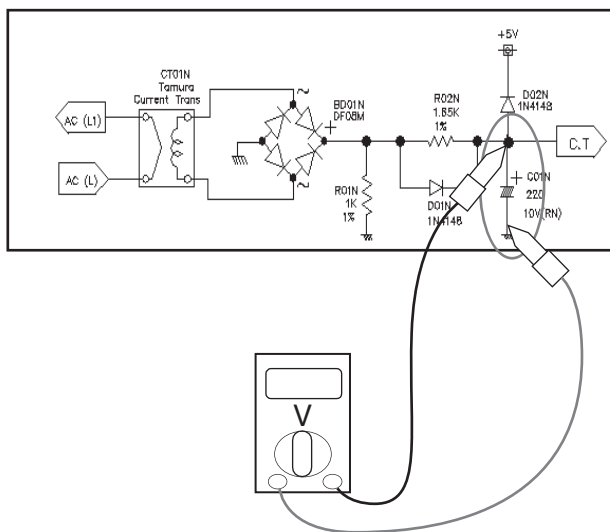 +5V
CT01N
Tamura
Current Trans
D02N
1N4148
BD01N
DF08M
R02N
1.85K
1%
AC (L1)
C.T
AC (L)
R01N
1K
1%
D01N
1N4148
C01N
220
10V(RN)
V